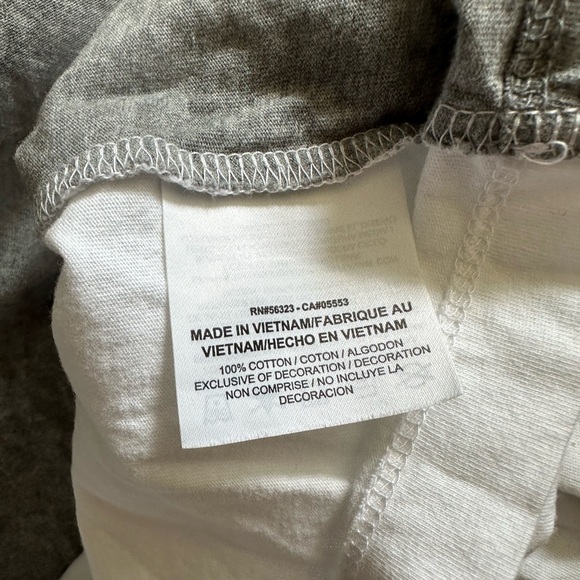 RN#56323 - CA#05553
MADE IN VIETNAM/FABRIQUE AU
VIETNAM/HECHO EN VIETNAM
100% COTTON / COTON / ALGODON
EXCLUSIVE OF DECORATION / DECORATION
NON COMPRISE / NO INCLUYE LA
DECORACION